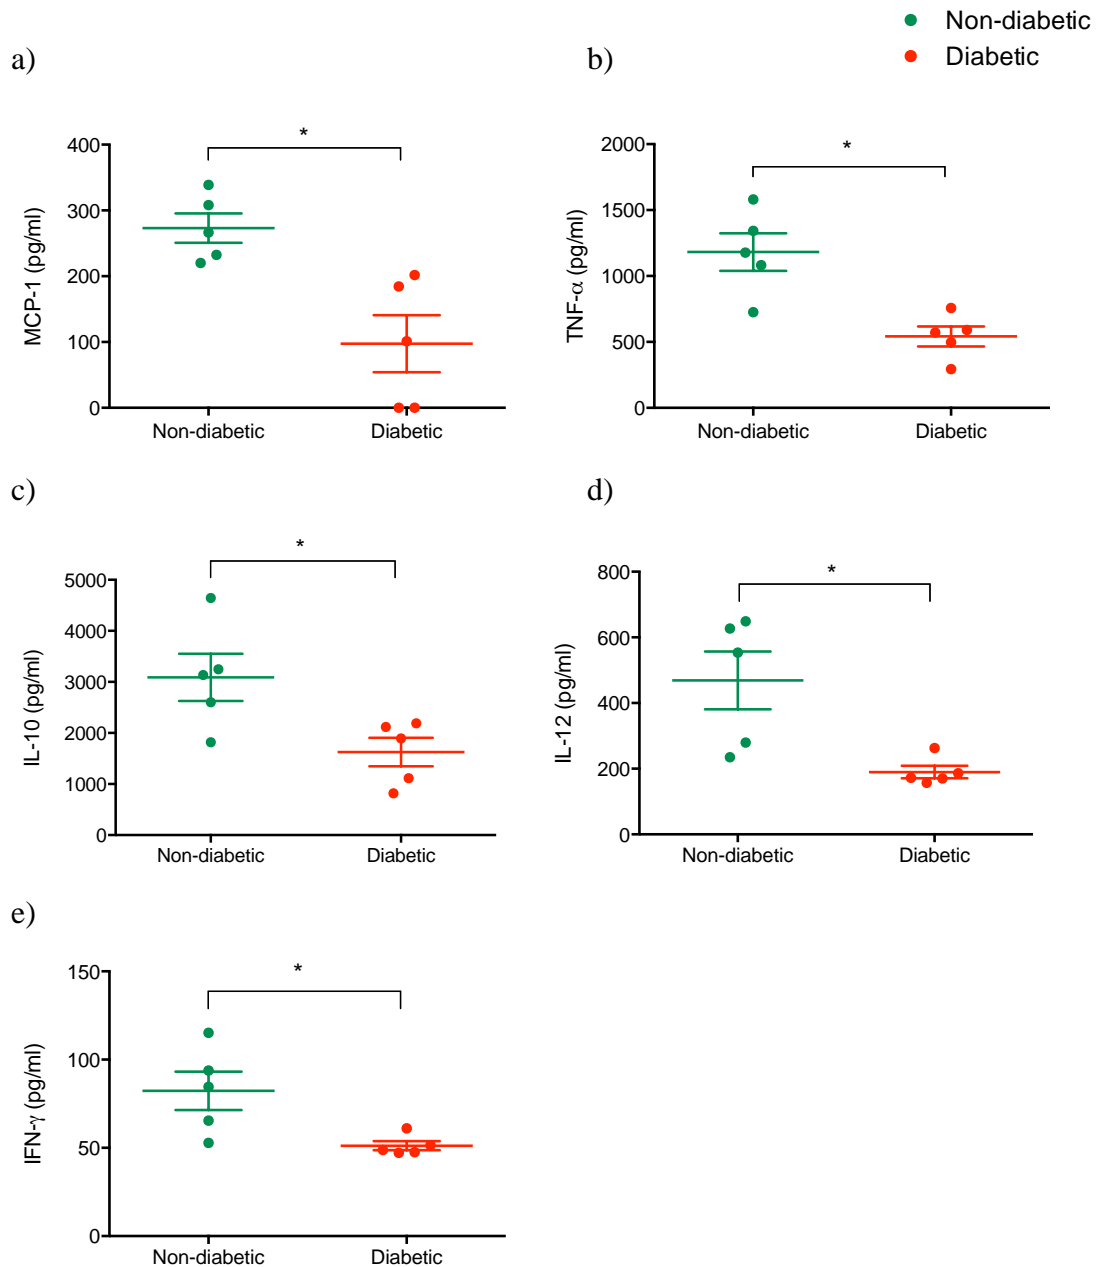 Non-diabetic
Diabetic
a)
b)
*
400
300
200
100
0
MCP-1 (pg/ml)
Non-diabetic
Diabetic
*
2000
1500
1000
500
0
TNF-α (pg/ml)
Non-diabetic
Diabetic
c)
d)
*
5000
4000
3000
2000
1000
0
IL-10 (pg/ml)
Non-diabetic
Diabetic
*
800
600
400
200
0
IL-12 (pg/ml)
Non-diabetic
Diabetic
e)
*
150
100
50
0
IFN-γ (pg/ml)
Non-diabetic
Diabetic